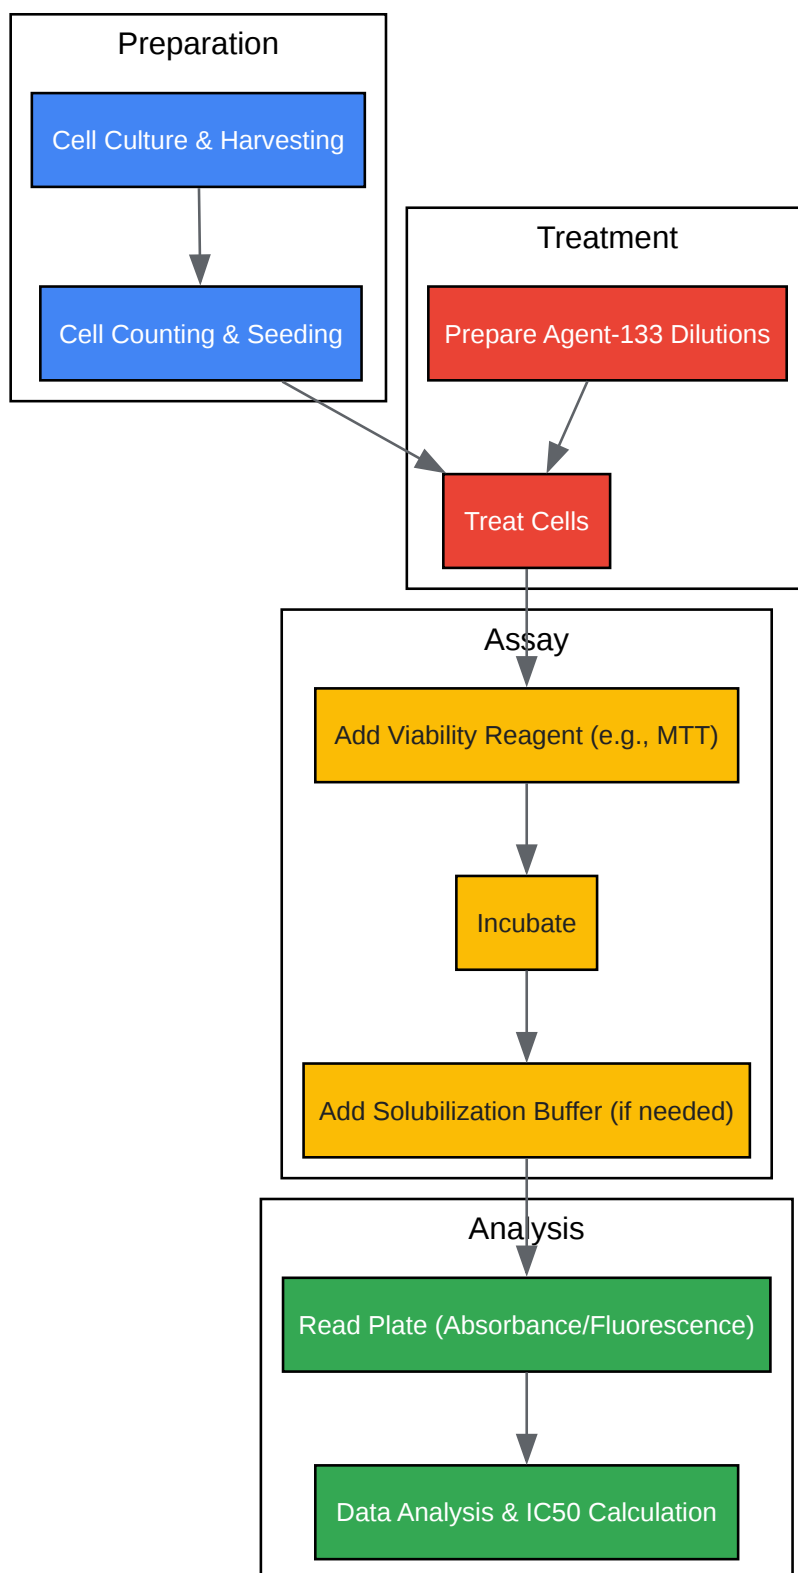 Preparation
Cell Culture & Harvesting
Cell Counting & Seeding
Treatment
Prepare Agent-133 Dilutions
Treat Cells
Assay
Add Viability Reagent (e.g., MTT)
Incubate
Add Solubilization Buffer (if needed)
Analysis
Read Plate (Absorbance/Fluorescence)
Data Analysis & IC50 Calculation